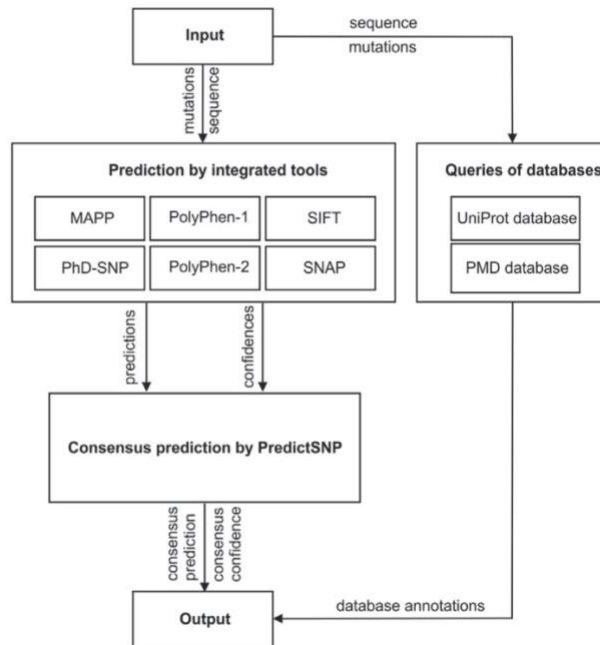 Input
sequence
mutations
mutations
sequence
Prediction by integrated tools
MAPP
PolyPhen-1
SIFT
PhD-SNP
PolyPhen-2
SNAP
Queries of databases
UniProt database
PMD database
predictions
confidences
Consensus prediction by PredictSNP
consensus
prediction
consensus
confidence
database annotations
Output